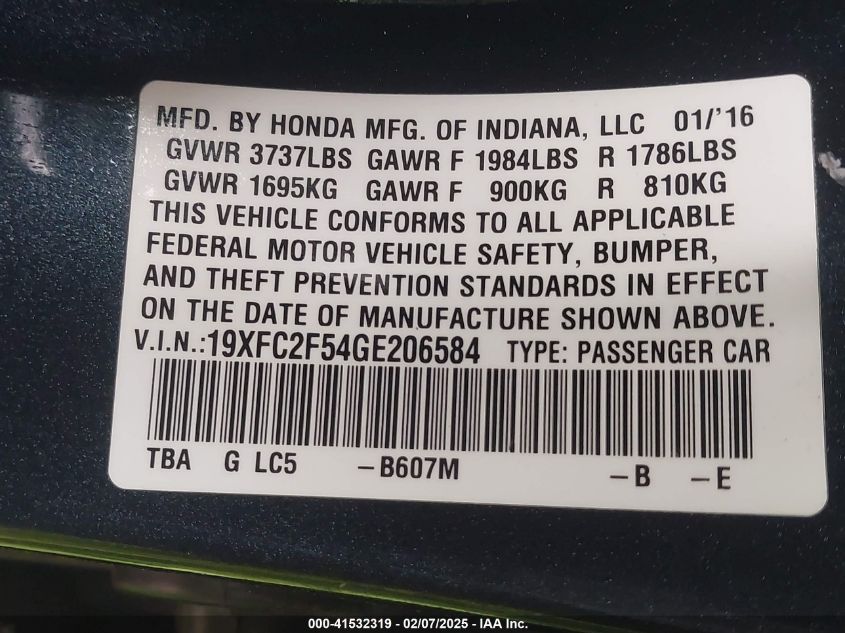 MFD. BY HONDA MFG. OF INDIANA, LLC 01/'16
GVWR 3737LBS GAWR F 1984LBS R 1786LBS
GVWR 1695KG GAWR F 900KG R 810KG
THIS VEHICLE CONFORMS TO ALL APPLICABLE
FEDERAL MOTOR VEHICLE SAFETY, BUMPER,
AND THEFT PREVENTION STANDARDS IN EFFECT
ON THE DATE OF MANUFACTURE SHOWN ABOVE.
V.I.N.:19XFC2F54GE206584 TYPE: PASSENGER CAR
TBA G LC5 -B607M -B -E
000-41532319 - 02/07/2025 - IAA Inc.